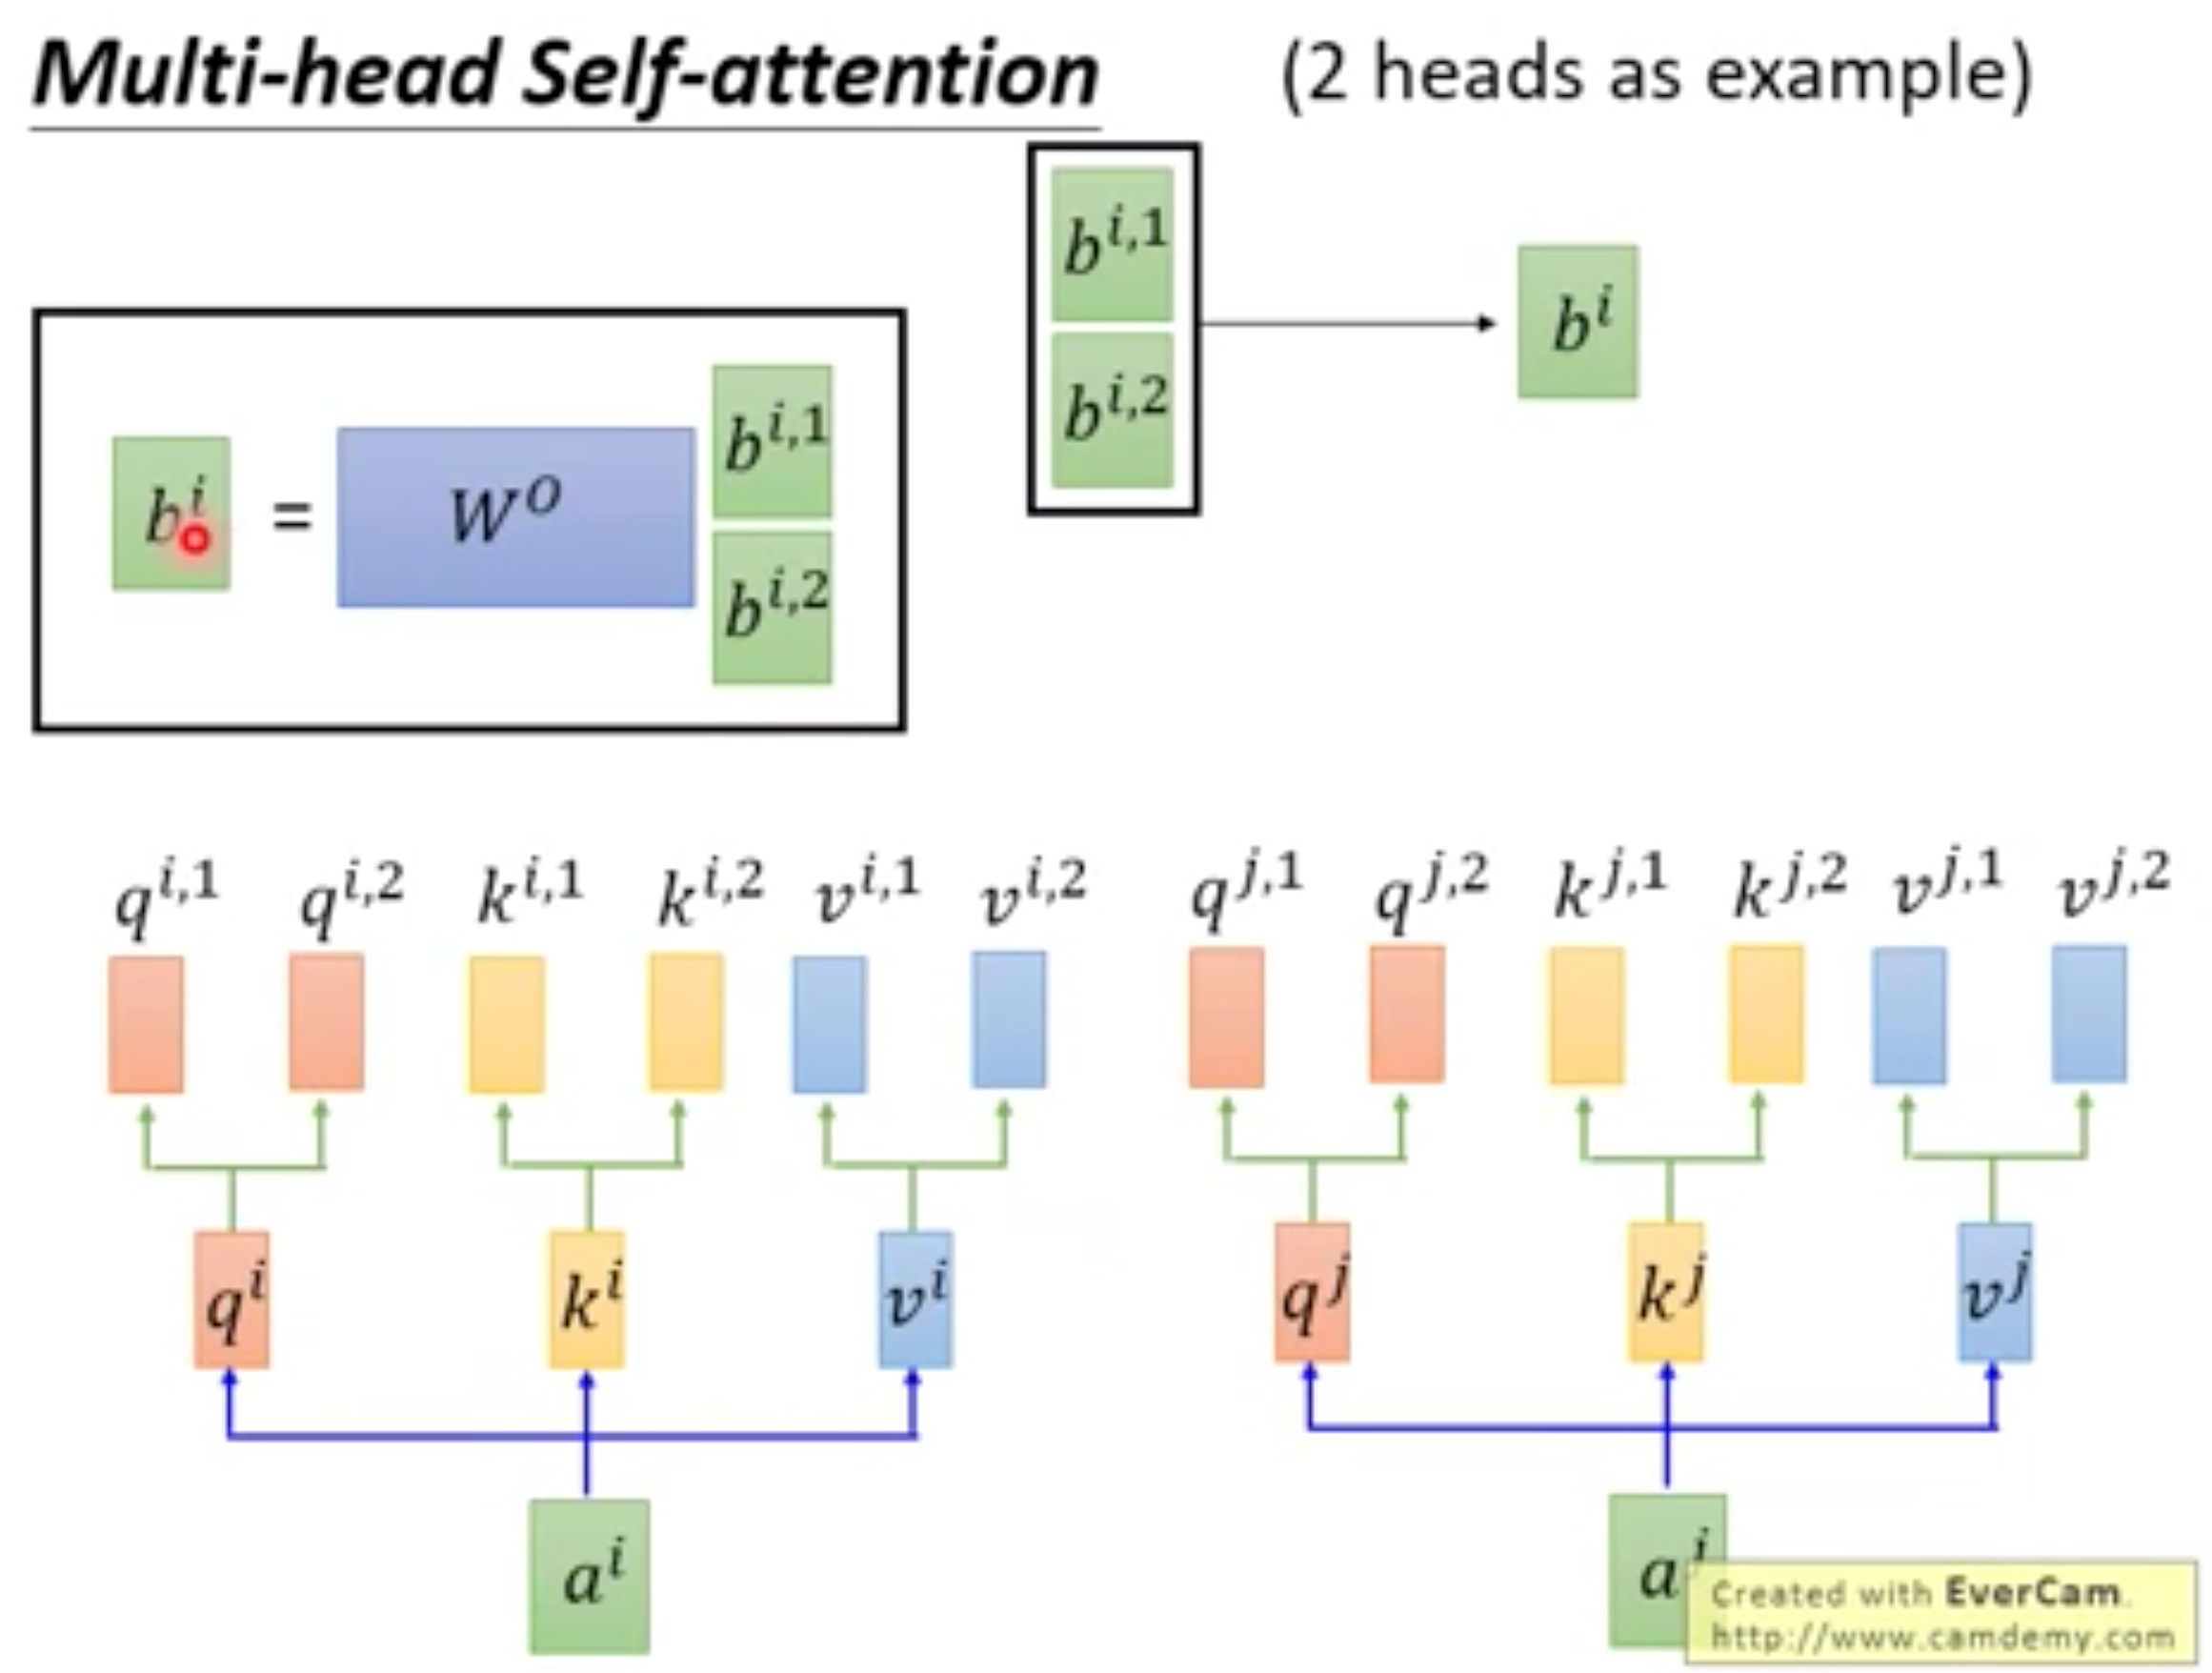 Multi-head Self-attention (2 heads as example)
b^{i,1}
b^{i,2}
b^i
b^i = W^O b^{i,1}
b^{i,2}
q^{i,1} q^{i,2} k^{i,1} k^{i,2} v^{i,1} v^{i,2} q^{j,1} q^{j,2} k^{j,1} k^{j,2} v^{j,1} v^{j,2}
q^i k^i v^i q^j k^j v^j
a^i a^j
Created with EverCam.
http://www.camdemy.com